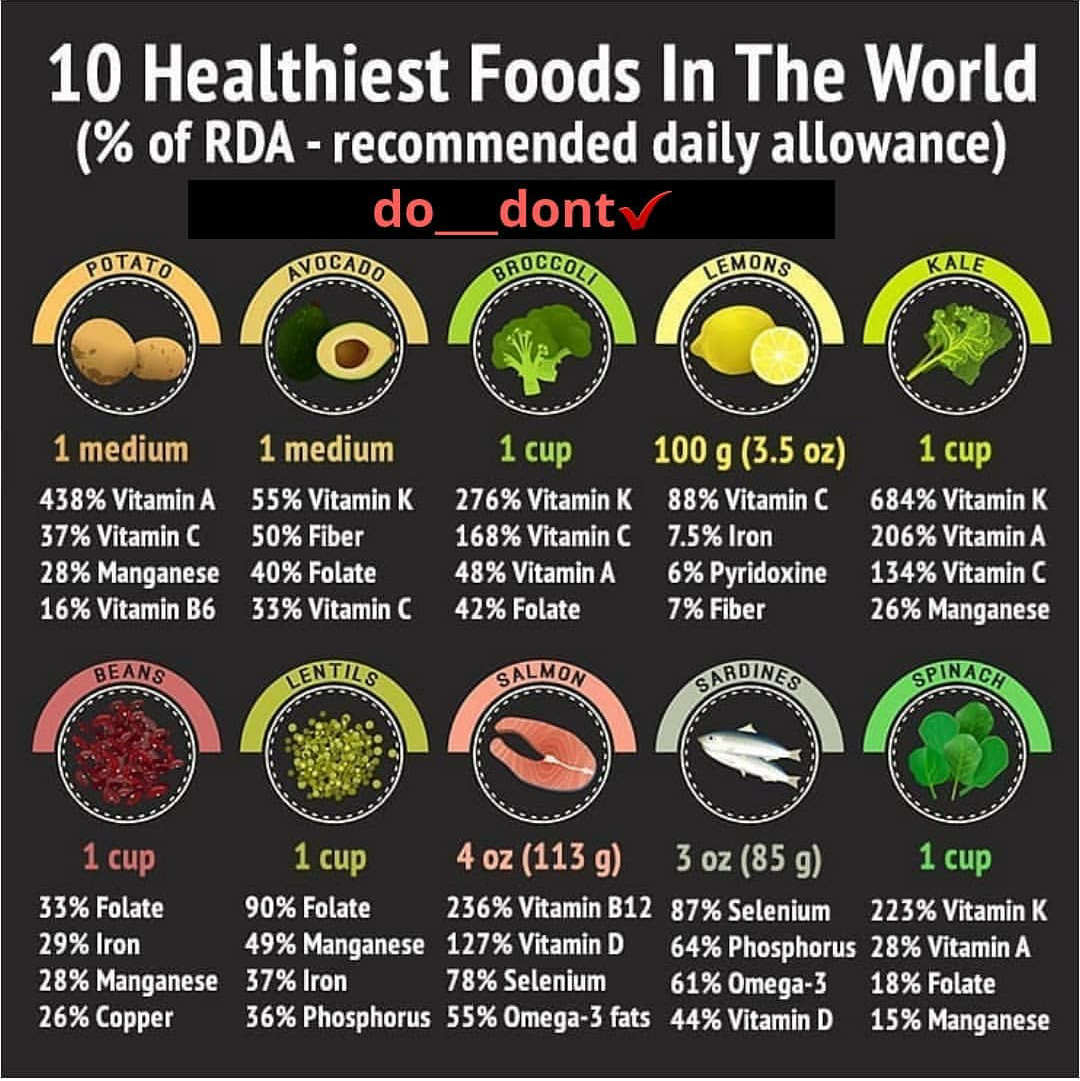 10 Healthiest Foods In The World
(% of RDA - recommended daily allowance)
do__dont✔
POTATO
1 medium
438% Vitamin A
37% Vitamin C
28% Manganese
16% Vitamin B6
AVOCADO
1 medium
55% Vitamin K
50% Fiber
40% Folate
33% Vitamin C
BROCCOLI
1 cup
276% Vitamin K
168% Vitamin C
48% Vitamin A
42% Folate
LEMONS
100 g (3.5 oz)
88% Vitamin C
7.5% Iron
6% Pyridoxine
7% Fiber
KALE
1 cup
684% Vitamin K
206% Vitamin A
134% Vitamin C
26% Manganese
BEANS
1 cup
33% Folate
29% Iron
28% Manganese
26% Copper
LENTILS
1 cup
90% Folate
49% Manganese
37% Iron
36% Phosphorus
SALMON
4 oz (113 g)
236% Vitamin B12
127% Vitamin D
78% Selenium
55% Omega-3 fats
SARDINES
3 oz (85 g)
87% Selenium
64% Phosphorus
61% Omega-3
44% Vitamin D
SPINACH
1 cup
223% Vitamin K
28% Vitamin A
18% Folate
15% Manganese